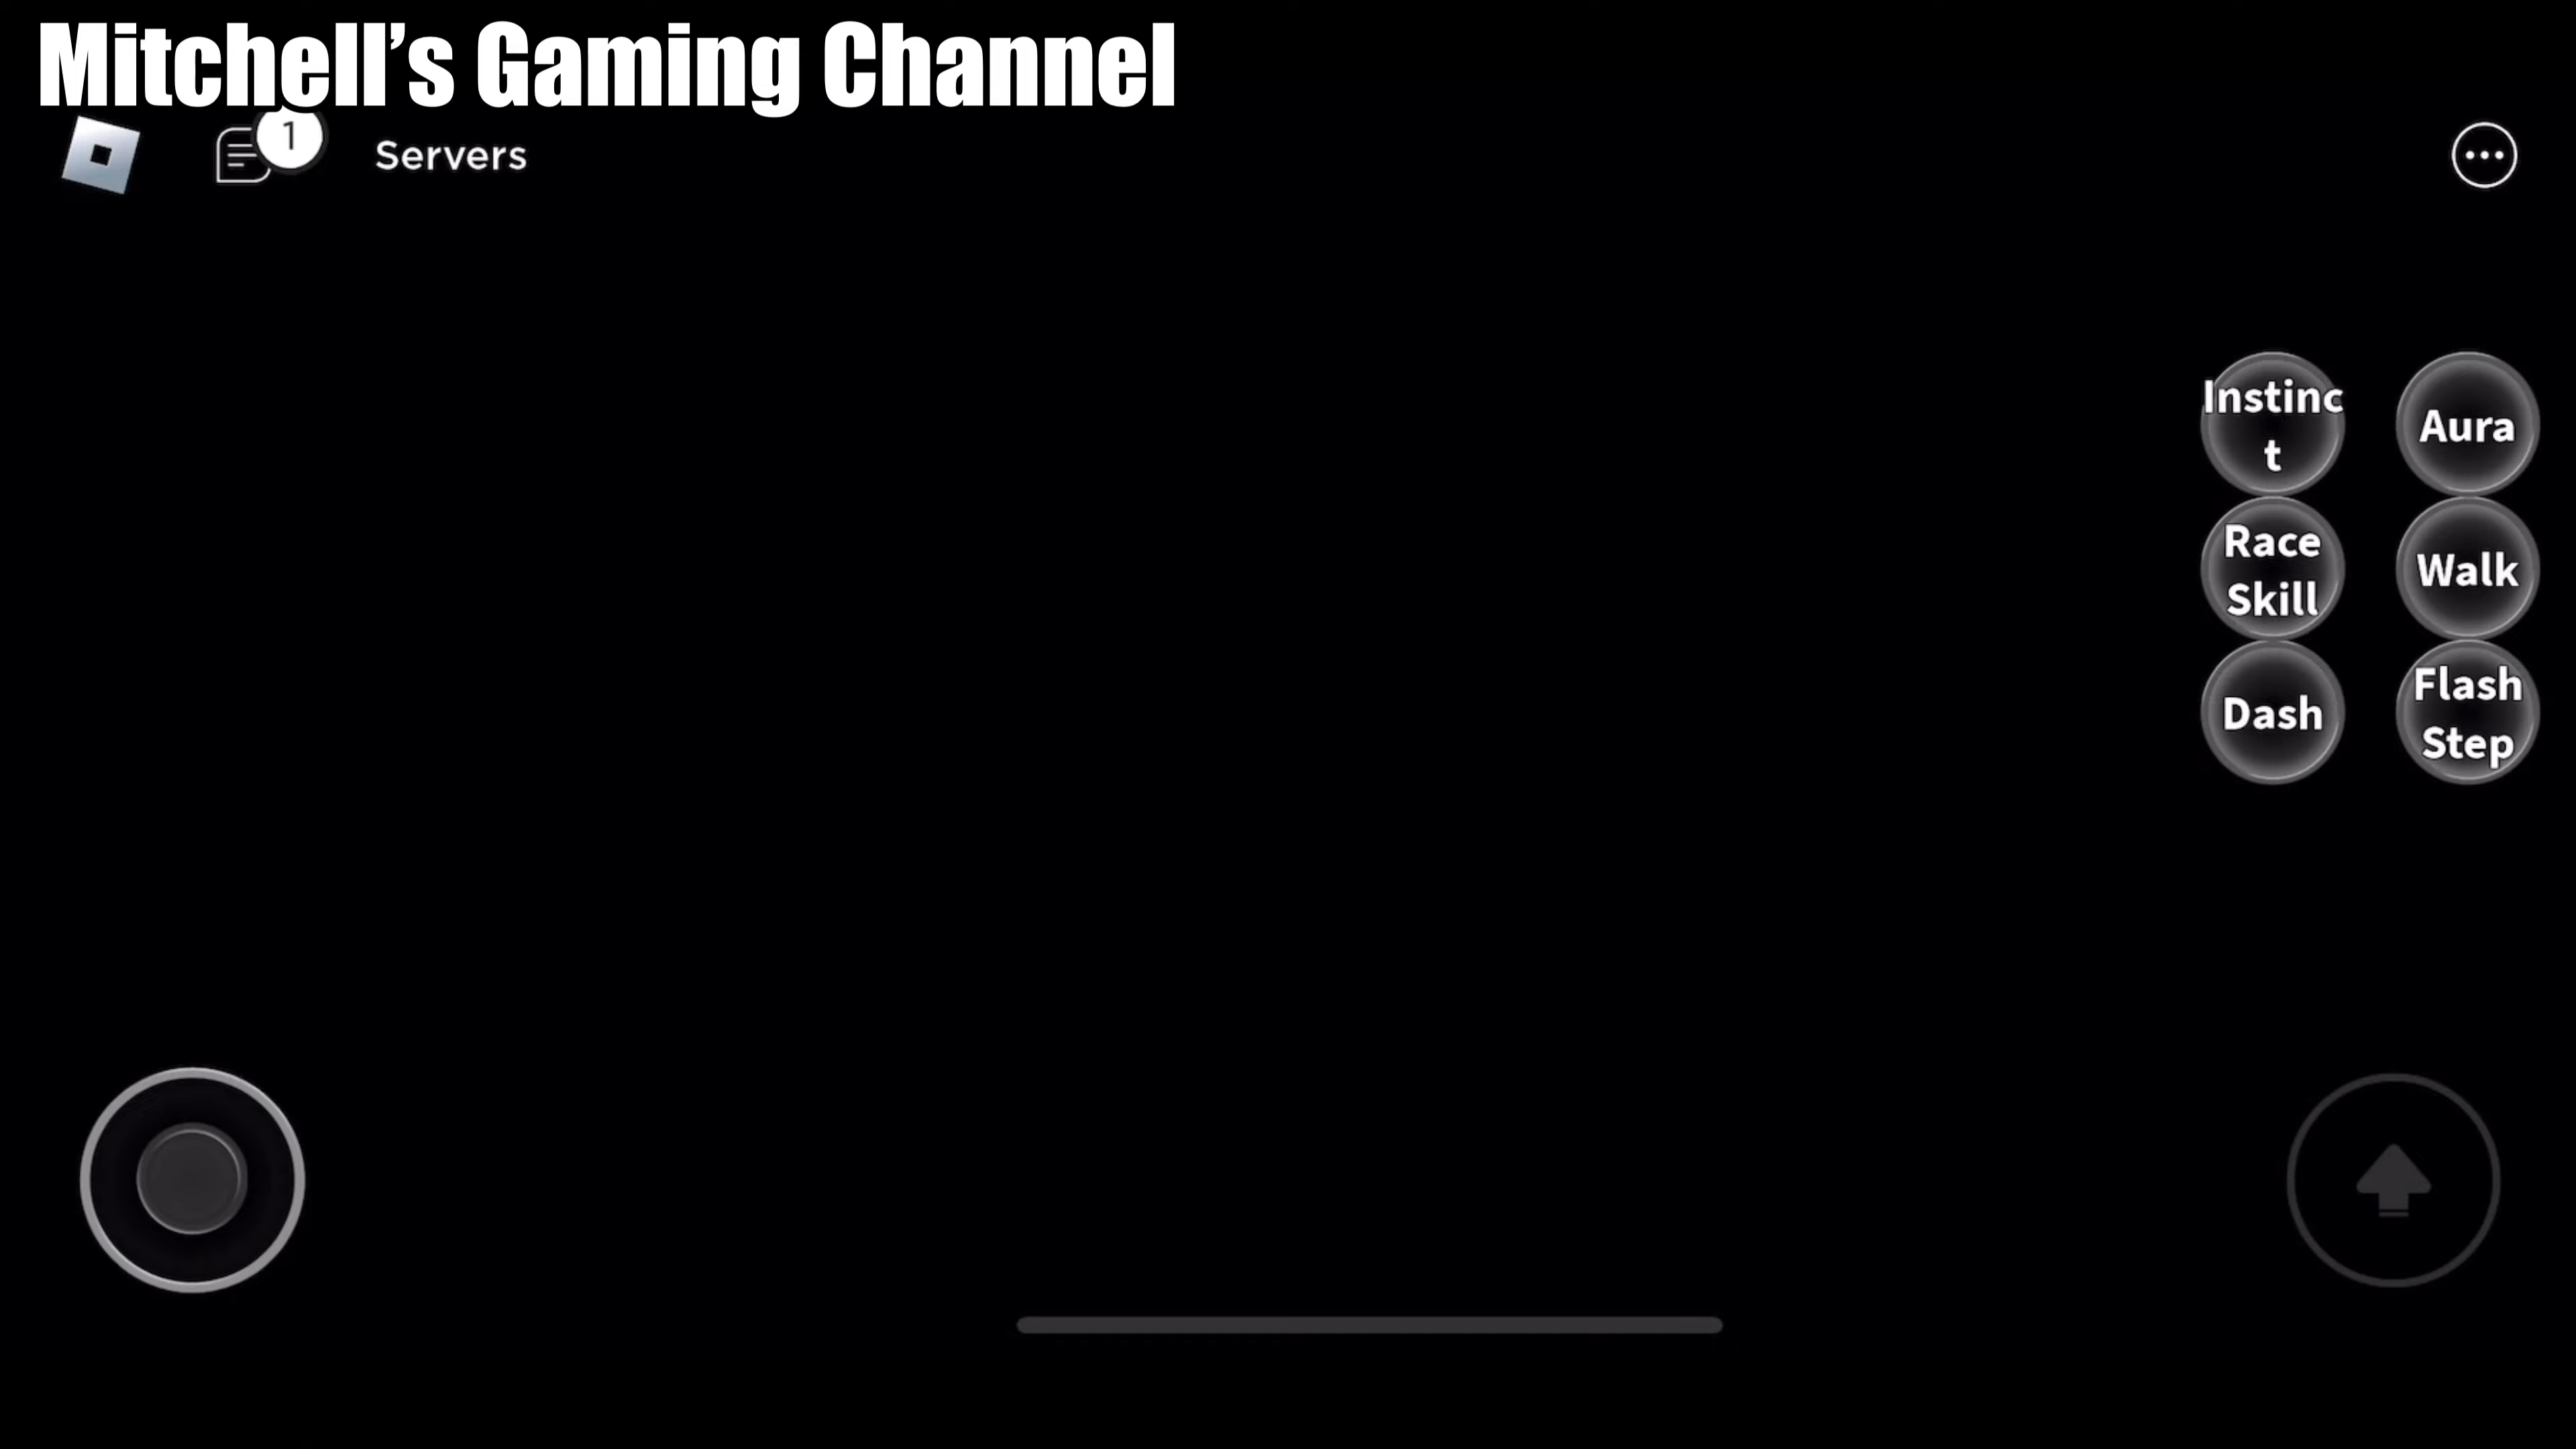 Mitchell’s Gaming Channel
1
Servers
Instinc
t
Aura
Race
Skill
Walk
Dash
Flash
Step